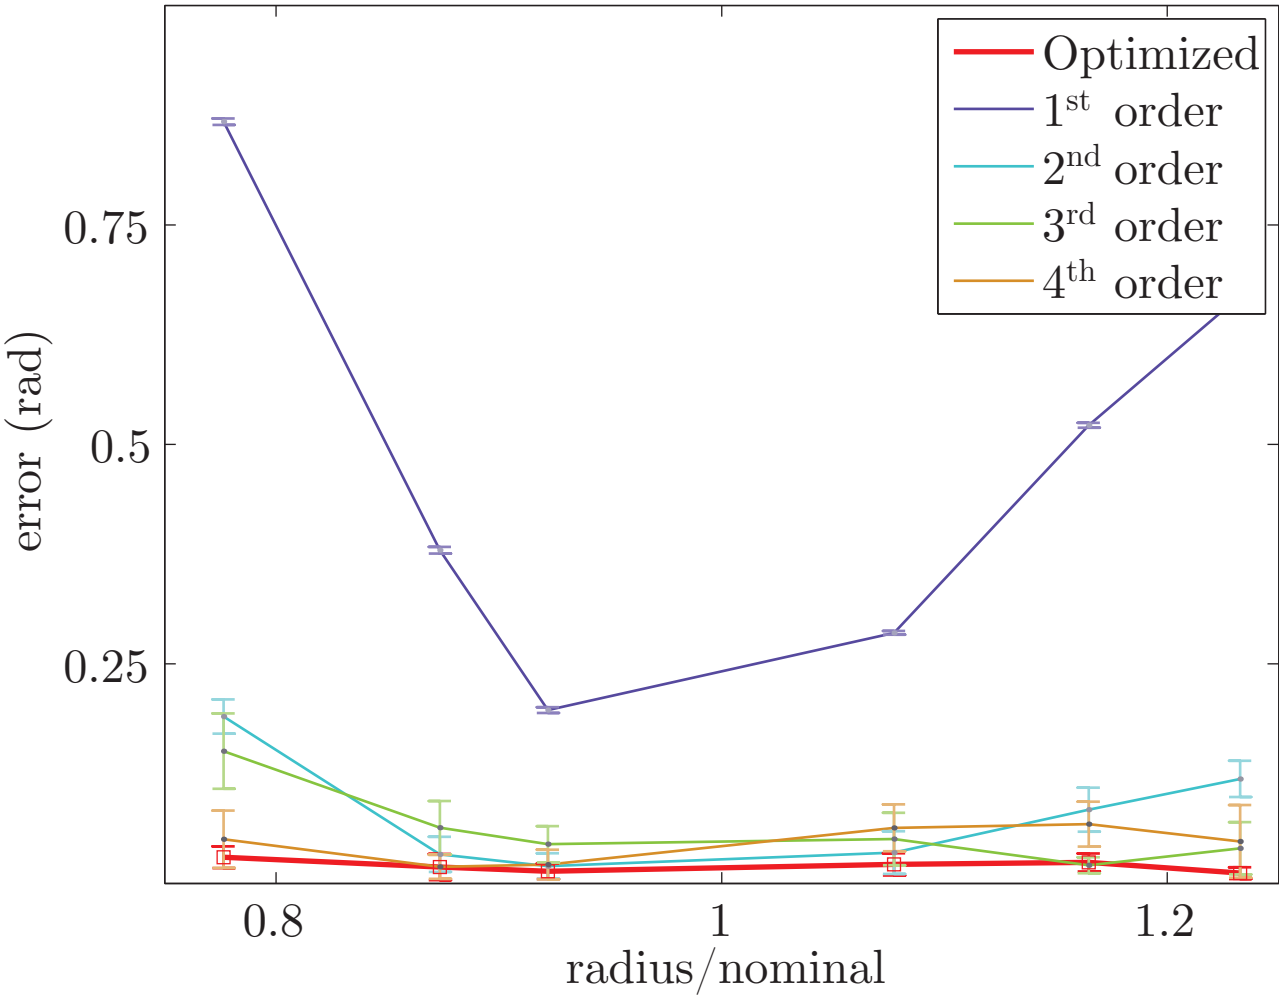 Optimized
1st order
2nd order
3rd order
4th order
0.75
0.5
0.25
error (rad)
0.8 1 1.2
radius/nominal